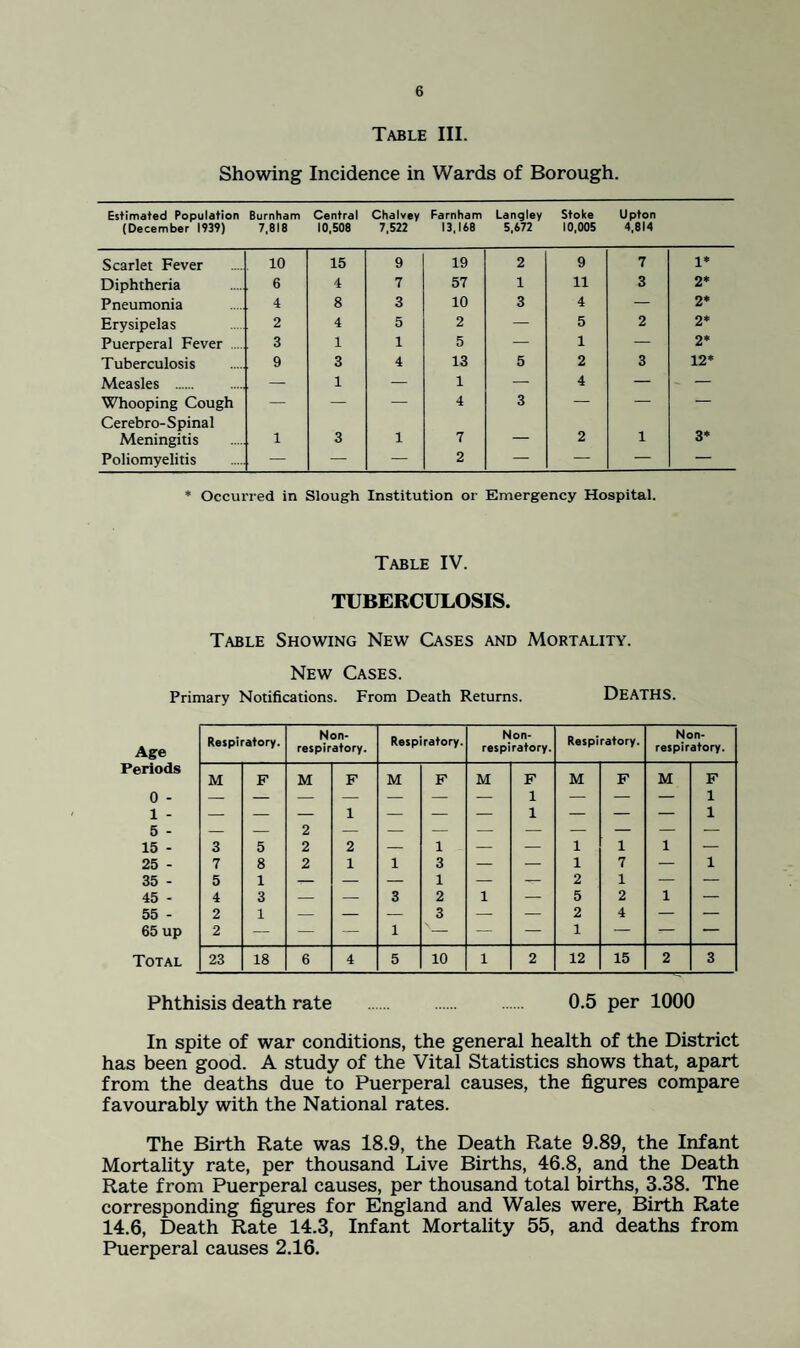 6
Table III.
Showing Incidence in Wards of Borough.
Estimated Population Burnham Central Chalvey Farnham Langley Stoke Upton
(December 1939) 7,818 10,508 7,522 13,168 5,672 10,005 4,814
Scarlet Fever ..... 10 15 9 19 2 9 7 1*
Diphtheria ..... 6 4 7 57 1 11 3 2*
Pneumonia ..... 4 8 3 10 3 4 — 2*
Erysipelas ..... 2 4 5 2 — 5 2 2*
Puerperal Fever ..... 3 1 1 5 — 1 — 2*
Tuberculosis ..... 9 3 4 13 5 2 3 12*
Measles ...... ..... — 1 — 1 — 4 — —
Whooping Cough — — — 4 3 — — —
Cerebro-Spinal
Meningitis ..... 1 3 1 7 — 2 1 3*
Poliomyelitis ..... — — — 2 — — — —
* Occurred in Slough Institution or Emergency Hospital.
Table IV.
TUBERCULOSIS.
Table Showing New Cases and Mortality.
New Cases.
Primary Notifications. From Death Returns. Deaths.
Age Periods Respiratory. Non-respiratory. Respiratory. Non-respiratory. Respiratory. Non-respiratory.
M F M F M F M F M F M F
0 - — — — — — — — 1 — — — 1
1 - — — — 1 — — — 1 — — — 1
5 - — — 2 — — — — — — — — —
15 - 3 5 2 2 — 1 — — 1 1 1 —
25 - 7 8 2 1 1 3 — — 1 7 — 1
35 - 5 1 — — — 1 — — 2 1 — —
45 - 4 3 — — 3 2 1 — 5 2 1 —
55 - 2 1 — — — 3 — — 2 4 — —
65 up 2 — — — 1 — — — 1 — — —
Total 23 18 6 4 5 10 1 2 12 15 2 3
Phthisis death rate ...... ...... ...... 0.5 per 1000
In spite of war conditions, the general health of the District
has been good. A study of the Vital Statistics shows that, apart
from the deaths due to Puerperal causes, the figures compare
favourably with the National rates.
The Birth Rate was 18.9, the Death Rate 9.89, the Infant
Mortality rate, per thousand Live Births, 46.8, and the Death
Rate from Puerperal causes, per thousand total births, 3.38. The
corresponding figures for England and Wales were, Birth Rate
14.6, Death Rate 14.3, Infant Mortality 55, and deaths from
Puerperal causes 2.16.